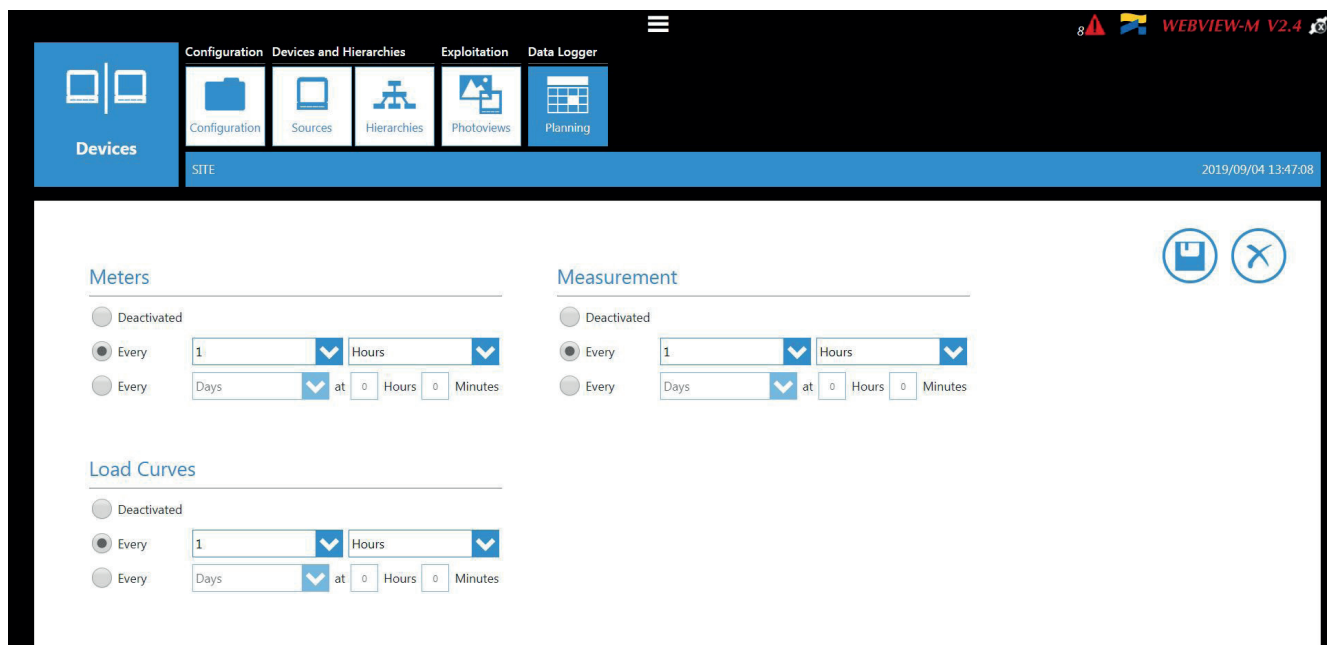 8 WEBVIEW-M V2.4
Configuration Devices and Hierarchies Exploitation Data Logger
Configuration Sources Hierarchies Photoviews Planning
Devices
SITE 2019/09/04 13:47:08
Meters
Deactivated
Every 1 Hours
Every Days at 0 Hours 0 Minutes
Measurement
Deactivated
Every 1 Hours
Every Days at 0 Hours 0 Minutes
Load Curves
Deactivated
Every 1 Hours
Every Days at 0 Hours 0 Minutes